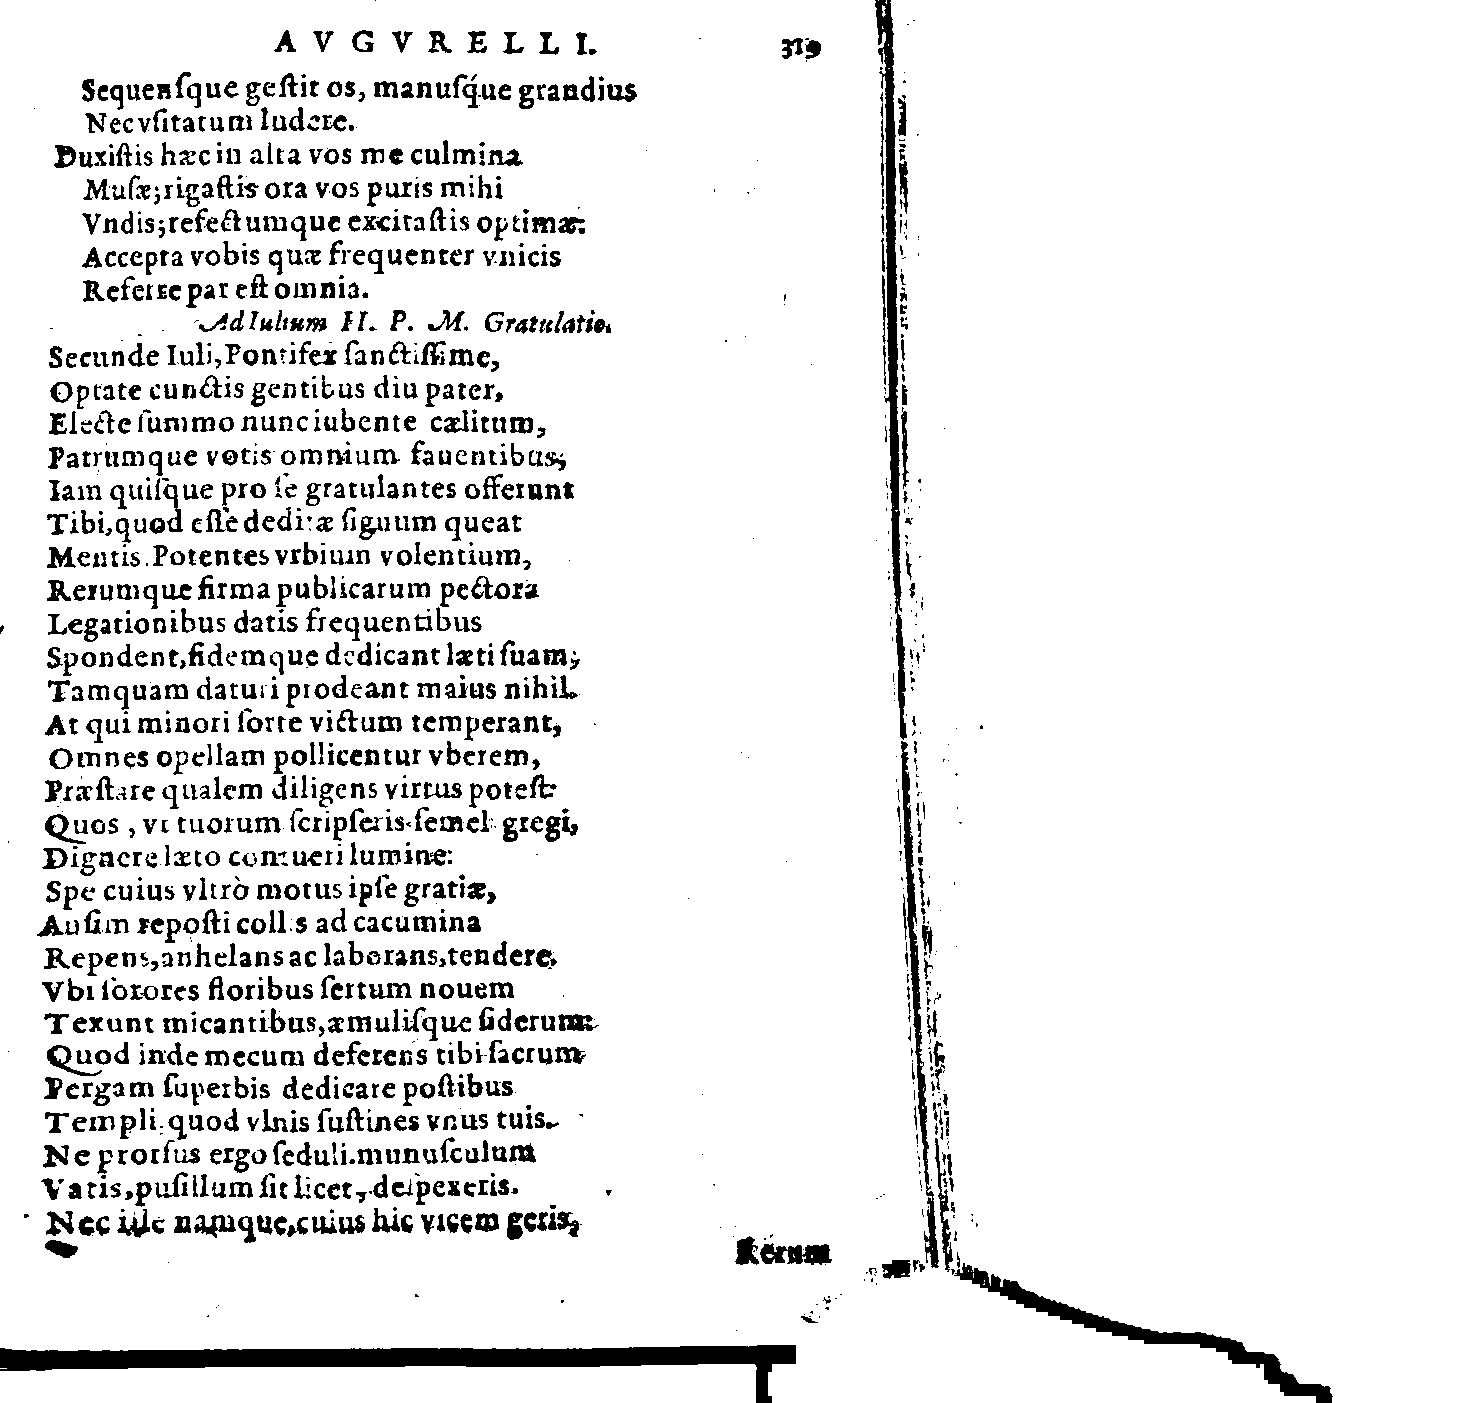 AVGVRELLI. 319
Sequenſque geſtit os, manuſq́ue grandius
Nec vſitatum ludere.
Duxiſtis hæc in alta vos me culmina
Muſæ; rigaſtis ora vos puris mihi
Vndis; refectumque excitaſtis optimæ:
Accepta vobis quæ frequenter vnicis
Referre par eſt omnia.
Ad Iulium II. P. M. Gratulatio.
Secunde Iuli, Pontifex ſanctiſſime,
Optate cunctis gentibus diu pater,
Electe ſummo nunc iubente cælitum,
Patrumque votis omnium fauentibus;
Iam quiſque pro ſe gratulantes offerunt
Tibi, quod eſſe deditæ ſignum queat
Mentis. Potentes vrbium volentium,
Rerumque firma publicarum pectora
Legationibus datis frequentibus
Spondent, fidemque dedicant læti ſuam;
Tamquam daturi prodeant maius nihil.
At qui minori ſorte victum temperant,
Omnes opellam pollicentur vberem,
Præſtare qualem diligens virtus poteſt:
Quos, vt tuorum ſcripſeris ſemel gregi,
Dignere læto contueri lumine:
Spe cuius vltrò motus ipſe gratiæ,
Auſim repoſti collis ad cacumina
Repens, anhelans ac laborans, tendere,
Vbi ſorores floribus ſertum nouem
Texunt micantibus, æmuliſque ſiderum:
Quod inde mecum deferens tibi ſacrum
Pergam ſuperbis dedicare poſtibus
Templi, quod vlnis ſuſtines vnus tuis.
Ne prorſus ergo ſeduli munuſculum
Vatis, puſillum ſit licet, deſpexeris.
Nec ille namque, cuius hic vicem geris,
Rerum